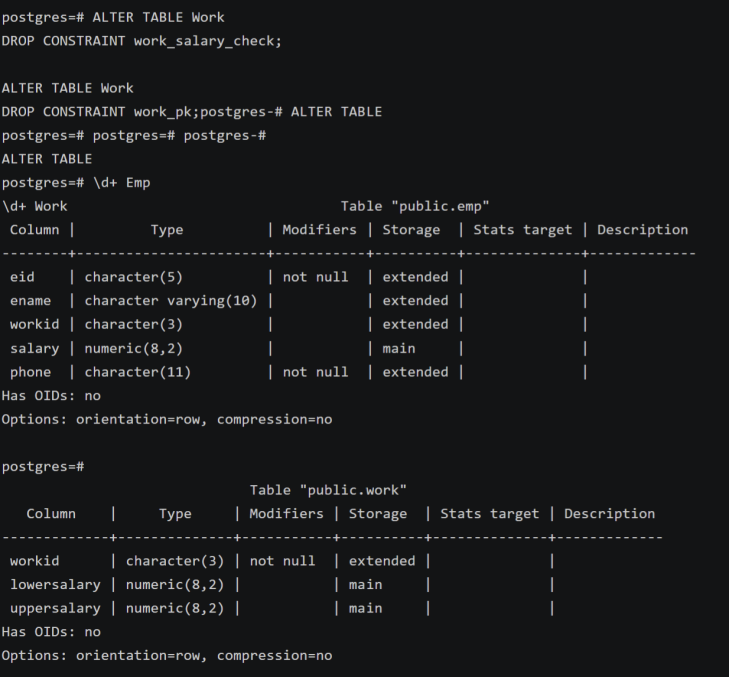 postgres=# ALTER TABLE Work
DROP CONSTRAINT work_salary_check;

ALTER TABLE Work
DROP CONSTRAINT work_pk;postgres-# ALTER TABLE
postgres=# postgres=# postgres-#
ALTER TABLE
postgres=# \d+ Emp
\d+ Work                                 Table "public.emp"
 Column |         Type          | Modifiers | Storage  | Stats target | Description
--------+-----------------------+-----------+----------+--------------+-------------
 eid    | character(5)          | not null  | extended |              |
 ename  | character varying(10) |           | extended |              |
 workid | character(3)          |           | extended |              |
 salary | numeric(8,2)          |           | main     |              |
 phone  | character(11)         | not null  | extended |              |
Has OIDs: no
Options: orientation=row, compression=no

postgres=#
                              Table "public.work"
   Column    |     Type     | Modifiers | Storage  | Stats target | Description
-------------+--------------+-----------+----------+--------------+-------------
 workid      | character(3) | not null  | extended |              |
 lowersalary | numeric(8,2) |           | main     |              |
 uppersalary | numeric(8,2) |           | main     |              |
Has OIDs: no
Options: orientation=row, compression=no